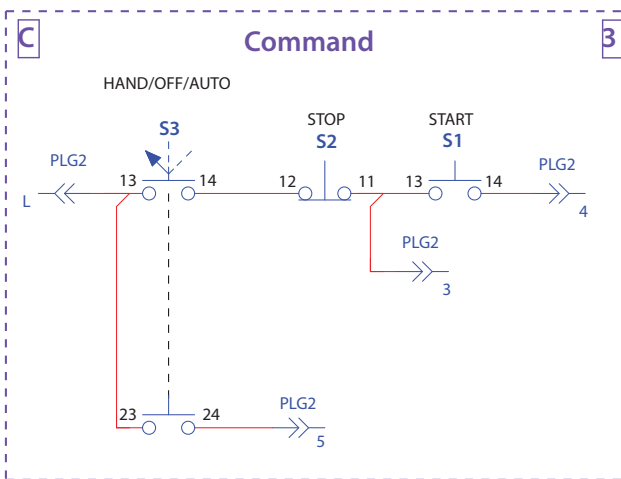 C
Command
3
HAND/OFF/AUTO
STOP
START
S3
S2
S1
PLG2
PLG2
13
14
12
11
13
14
L
4
PLG2
3
PLG2
23
24
5